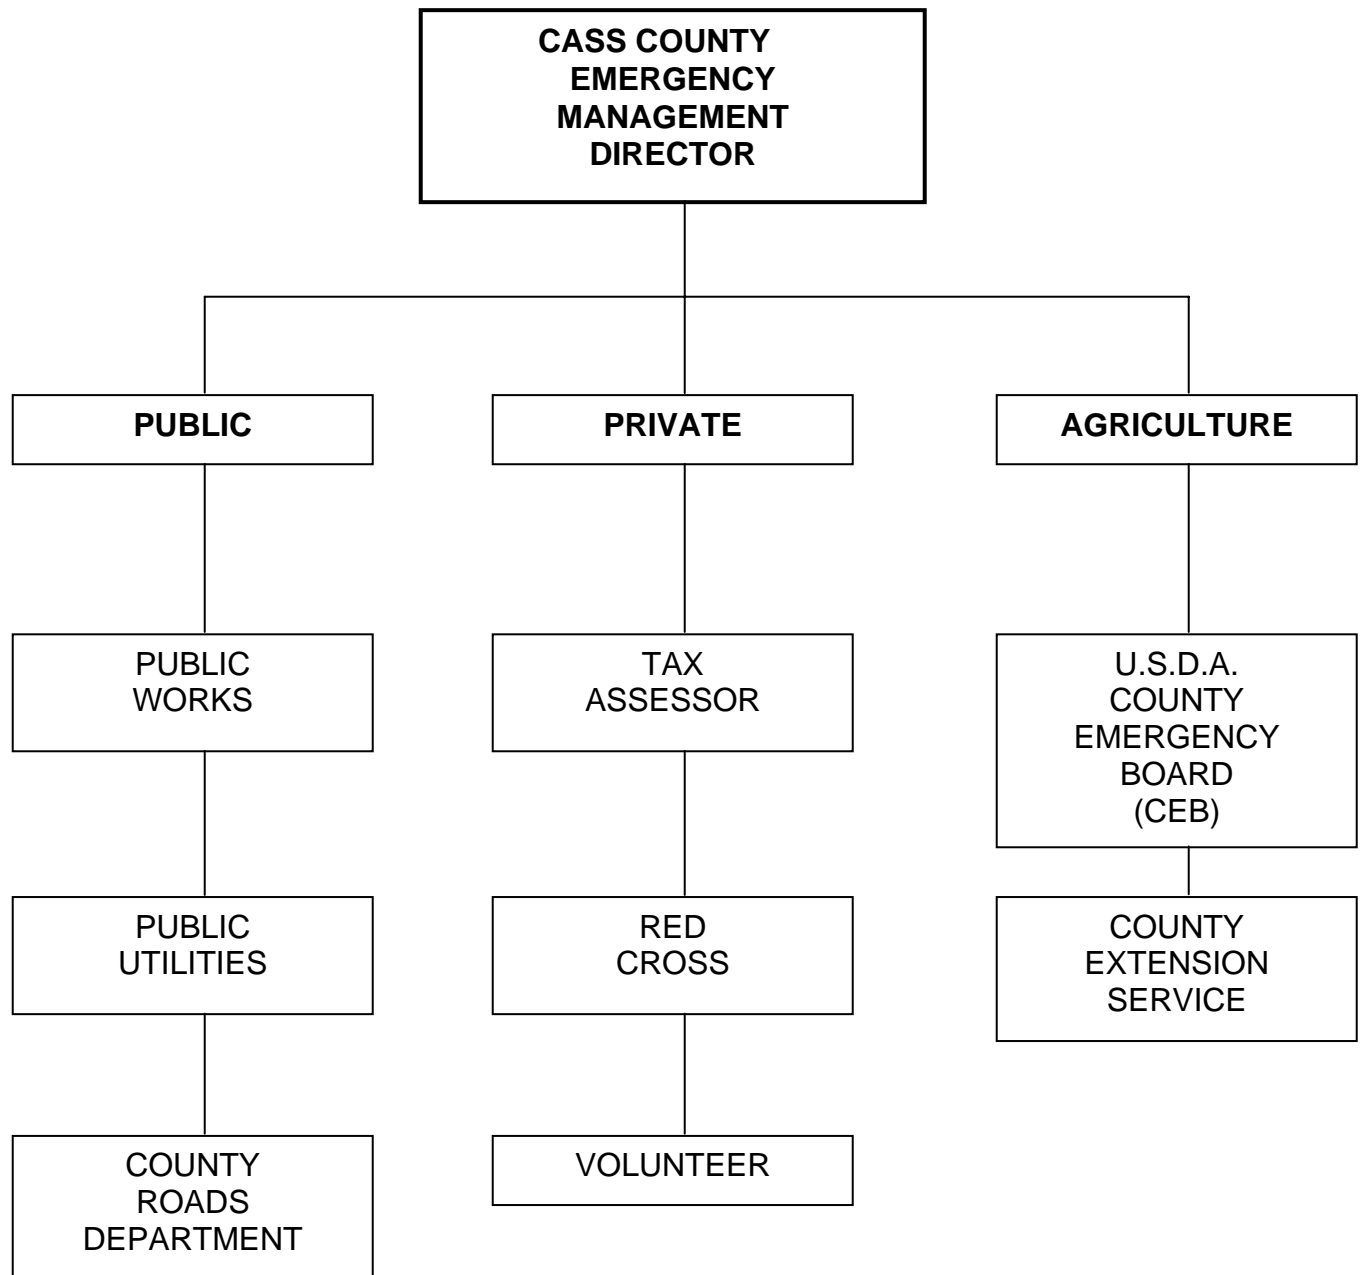 CASS COUNTY
EMERGENCY
MANAGEMENT
DIRECTOR
PUBLIC
PRIVATE
AGRICULTURE
PUBLIC
WORKS
TAX
ASSESSOR
U.S.D.A.
COUNTY
EMERGENCY
BOARD
(CEB)
PUBLIC
UTILITIES
RED
CROSS
COUNTY
EXTENSION
SERVICE
COUNTY
ROADS
DEPARTMENT
VOLUNTEER